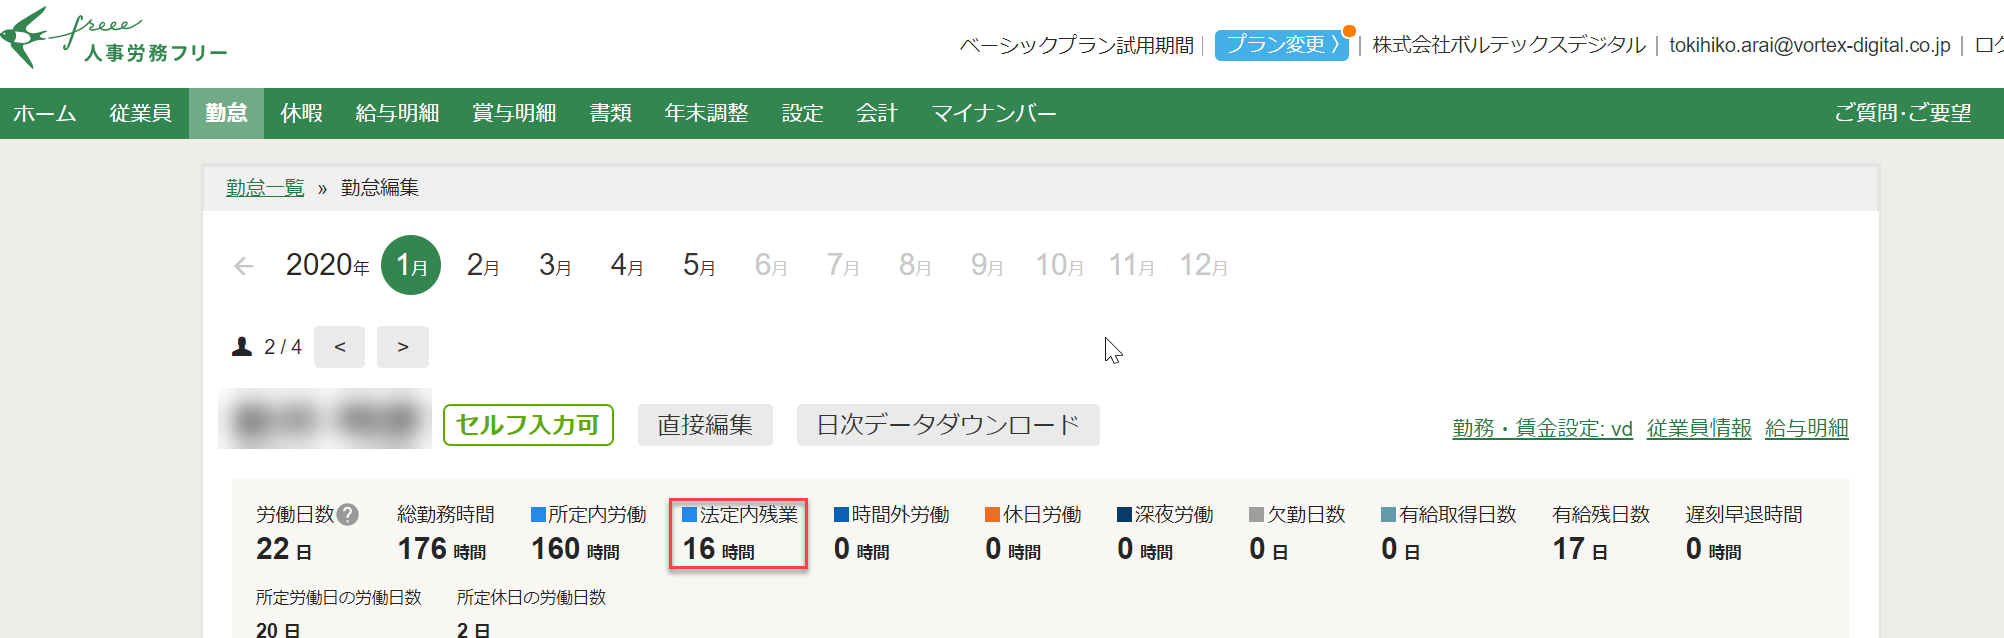 freee
人事労務フリー
ベーシックプラン試用期間 | プラン変更 〉 | 株式会社ボルテックスデジタル | tokihiko.arai@vortex-digital.co.jp | ログ
ホーム 従業員 勤怠 休暇 給与明細 賞与明細 書類 年末調整 設定 会計 マイナンバー ご質問･ご要望
勤怠一覧 » 勤怠編集
← 2020年 1月 2月 3月 4月 5月 6月 7月 8月 9月 10月 11月 12月
2 / 4 < >
セルフ入力可 直接編集 日次データダウンロード 勤務・賃金設定: vd 従業員情報 給与明細
労働日数? 総勤務時間 所定内労働 法定内残業 時間外労働 休日労働 深夜労働 欠勤日数 有給取得日数 有給残日数 遅刻早退時間
22 日 176 時間 160 時間 16 時間 0 時間 0 時間 0 時間 0 日 0 日 17 日 0 時間
所定労働日の労働日数 所定休日の労働日数
20 日 2 日